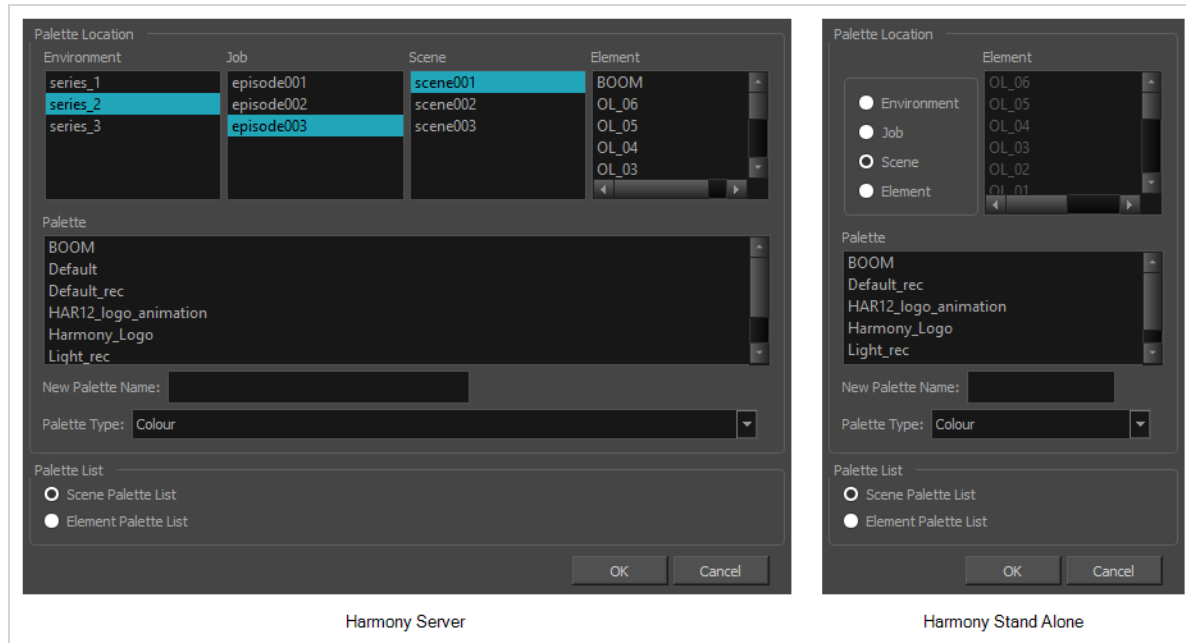 Palette Location
Environment Job Scene Element
series_1 episode001 scene001 BOOM
series_2 episode002 scene002 OL_06
series_3 episode003 scene003 OL_05
OL_04
OL_03
Palette
BOOM
Default
Default_rec
HAR12_logo_animation
Harmony_Logo
Light_rec
New Palette Name:
Palette Type: Colour
Palette List
Scene Palette List
Element Palette List
OK Cancel
Harmony Server
Palette Location
Element
OL_06
Environment OL_05
Job OL_04
OL_03
Scene OL_02
Element OL_01
Palette
BOOM
Default_rec
HAR12_logo_animation
Harmony_Logo
Light_rec
New Palette Name:
Palette Type: Colour
Palette List
Scene Palette List
Element Palette List
OK Cancel
Harmony Stand Alone